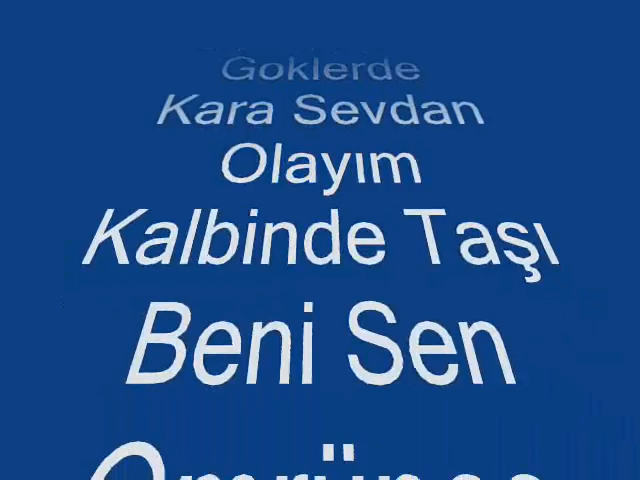 Goklerde
Kara Sevdan
Olayım
Kalbinde Taşı
Beni Sen